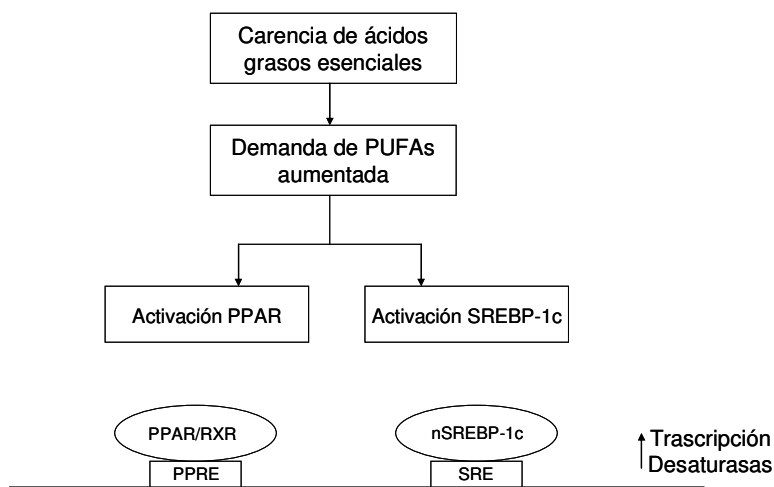 Carencia de ácidos
grasos esenciales
Demanda de PUFAs
aumentada
Activación PPAR
Activación SREBP-1c
PPAR/RXR
nSREBP-1c
PPRE
SRE
Trascripción
Desaturasas